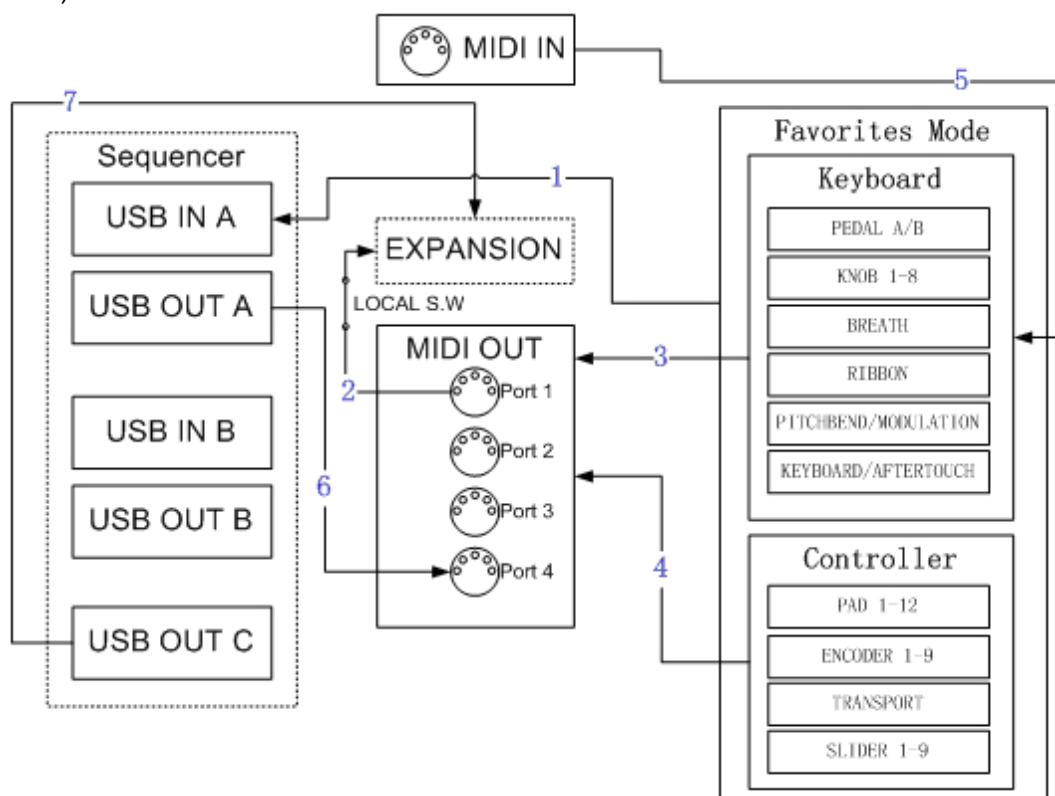 MIDI IN
5
7
Favorites Mode
Sequencer
1
Keyboard
USB IN A
PEDAL A/B
EXPANSION
KNOB 1-8
USB OUT A
LOCAL S.W
BREATH
MIDI OUT
3
RIBBON
2
Port 1
PITCHBEND/MODULATION
USB IN B
Port 2
KEYBOARD/AFTERTOUCH
6
USB OUT B
Port 3
Controller
Port 4
4
PAD 1-12
USB OUT C
ENCODER 1-9
TRANSPORT
SLIDER 1-9